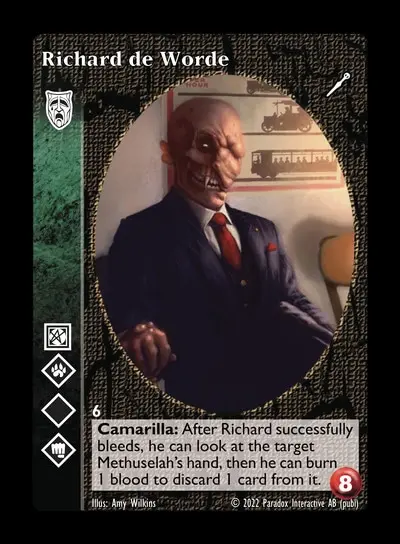 Richard de Worde
HOUR
6
Camarilla: After Richard successfully
bleeds, he can look at the target
Methuselah's hand, then he can burn
1 blood to discard 1 card from it.
8
Illus: Amy Wilkins
© 2022 Paradox Interactive AB (publ)